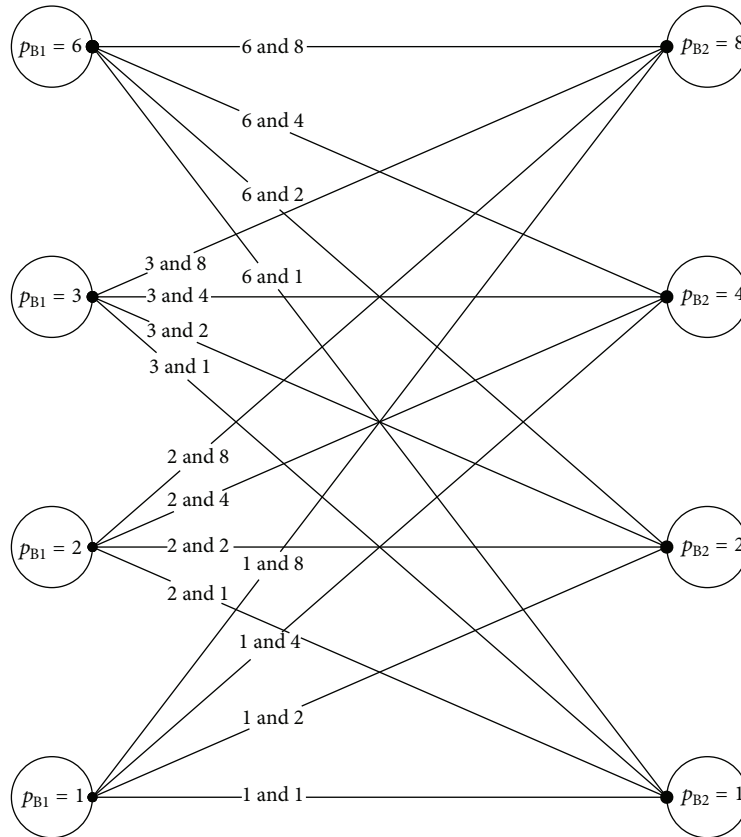 p_B1 = 6
6 and 8
p_B2 = 8
6 and 4
6 and 2
3 and 8
6 and 1
p_B1 = 3
3 and 4
p_B2 = 4
3 and 2
3 and 1
2 and 8
2 and 4
p_B1 = 2
2 and 2
p_B2 = 2
1 and 8
2 and 1
1 and 4
1 and 2
p_B1 = 1
1 and 1
p_B2 = 1